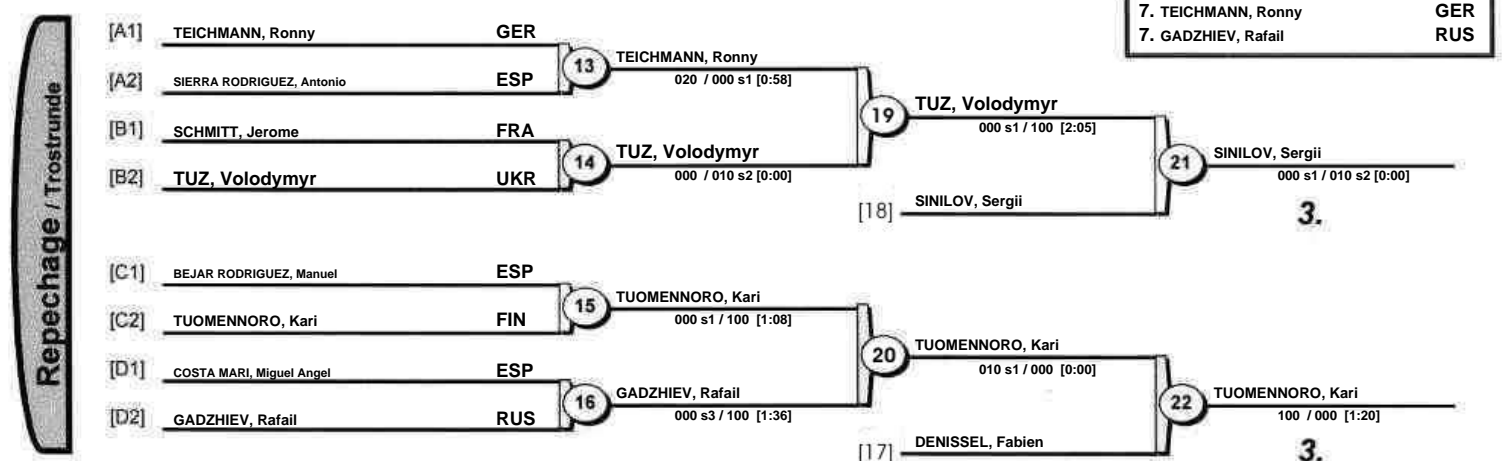 7. TEICHMANN, Ronny GER
7. GADZHIEV, Rafail RUS
Repechage / Trostrunde
[A1] TEICHMANN, Ronny GER
13 TEICHMANN, Ronny
020 / 000 s1 [0:58]
[A2] SIERRA RODRIGUEZ, Antonio ESP
19 TUZ, Volodymyr
000 s1 / 100 [2:05]
[B1] SCHMITT, Jerome FRA
14 TUZ, Volodymyr
000 / 010 s2 [0:00]
[B2] TUZ, Volodymyr UKR
21 SINILOV, Sergii
000 s1 / 010 s2 [0:00]
[18] SINILOV, Sergii
3.
[C1] BEJAR RODRIGUEZ, Manuel ESP
15 TUOMENNORO, Kari
000 s1 / 100 [1:08]
[C2] TUOMENNORO, Kari FIN
20 TUOMENNORO, Kari
010 s1 / 000 [0:00]
[D1] COSTA MARI, Miguel Angel ESP
16 GADZHIEV, Rafail
000 s3 / 100 [1:36]
[D2] GADZHIEV, Rafail RUS
22 TUOMENNORO, Kari
100 / 000 [1:20]
[17] DENISSEL, Fabien
3.